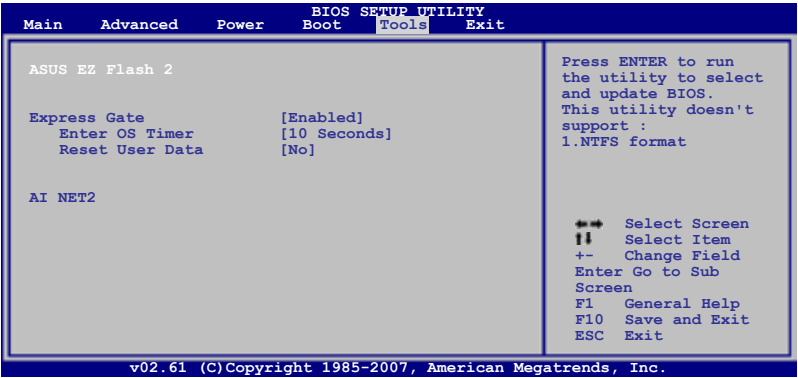 BIOS SETUP UTILITY
Main Advanced Power Boot Tools Exit
ASUS EZ Flash 2
Express Gate [Enabled]
Enter OS Timer [10 Seconds]
Reset User Data [No]
AI NET2
Press ENTER to run
the utility to select
and update BIOS.
This utility doesn't
support :
1.NTFS format
Select Screen
Select Item
+- Change Field
Enter Go to Sub
Screen
F1 General Help
F10 Save and Exit
ESC Exit
v02.61 (C)Copyright 1985-2007, American Megatrends, Inc.